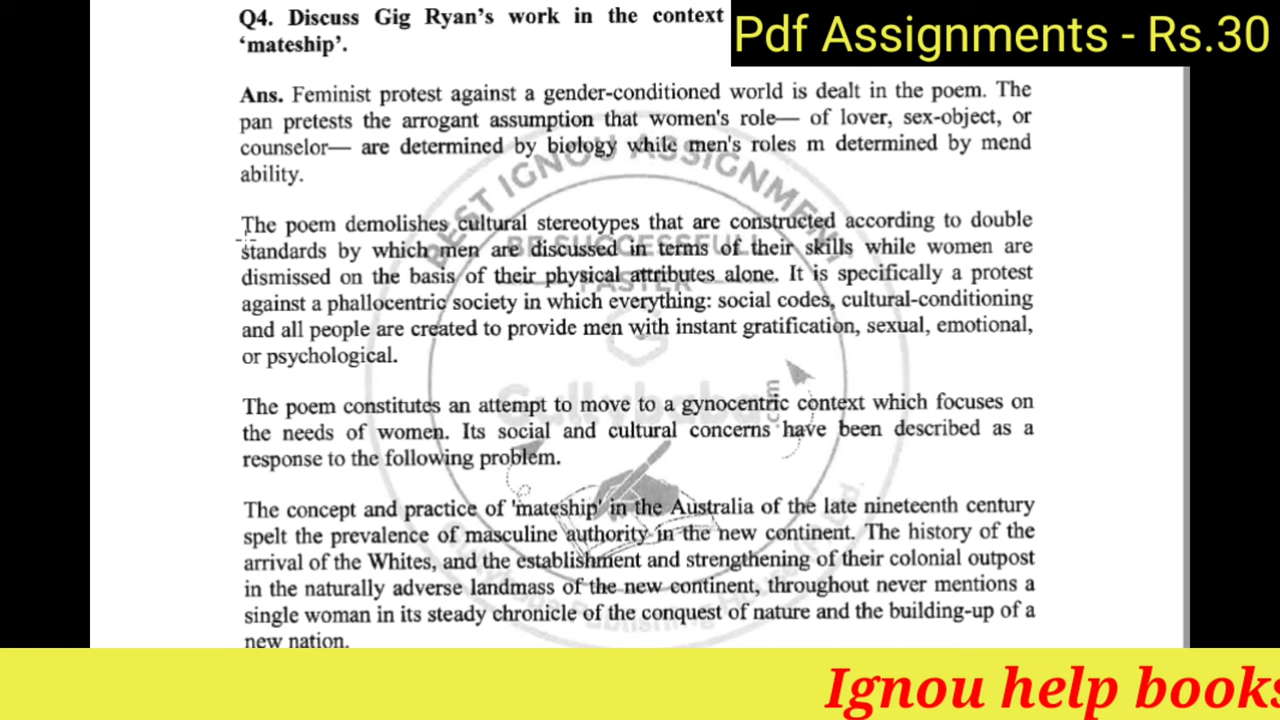 Q4. Discuss Gig Ryan's work in the context
'mateship'.
Pdf Assignments - Rs.30
Ans. Feminist protest against a gender-conditioned world is dealt in the poem. The
pan pretests the arrogant assumption that women's role— of lover, sex-object, or
counselor— are determined by biology while men's roles m determined by mend
ability.
The poem demolishes cultural stereotypes that are constructed according to double
standards by which men are discussed in terms of their skills while women are
dismissed on the basis of their physical attributes alone. It is specifically a protest
against a phallocentric society in which everything: social codes, cultural-conditioning
and all people are created to provide men with instant gratification, sexual, emotional,
or psychological.
The poem constitutes an attempt to move to a gynocentric context which focuses on
the needs of women. Its social and cultural concerns have been described as a
response to the following problem.
The concept and practice of 'mateship' in the Australia of the late nineteenth century
spelt the prevalence of masculine authority in the new continent. The history of the
arrival of the Whites, and the establishment and strengthening of their colonial outpost
in the naturally adverse landmass of the new continent, throughout never mentions a
single woman in its steady chronicle of the conquest of nature and the building-up of a
new nation.
BEST IGNOU ASSIGNMENT
BE SUCCESSFULL
FASTER
Gullybaba
.com
Ignou help books